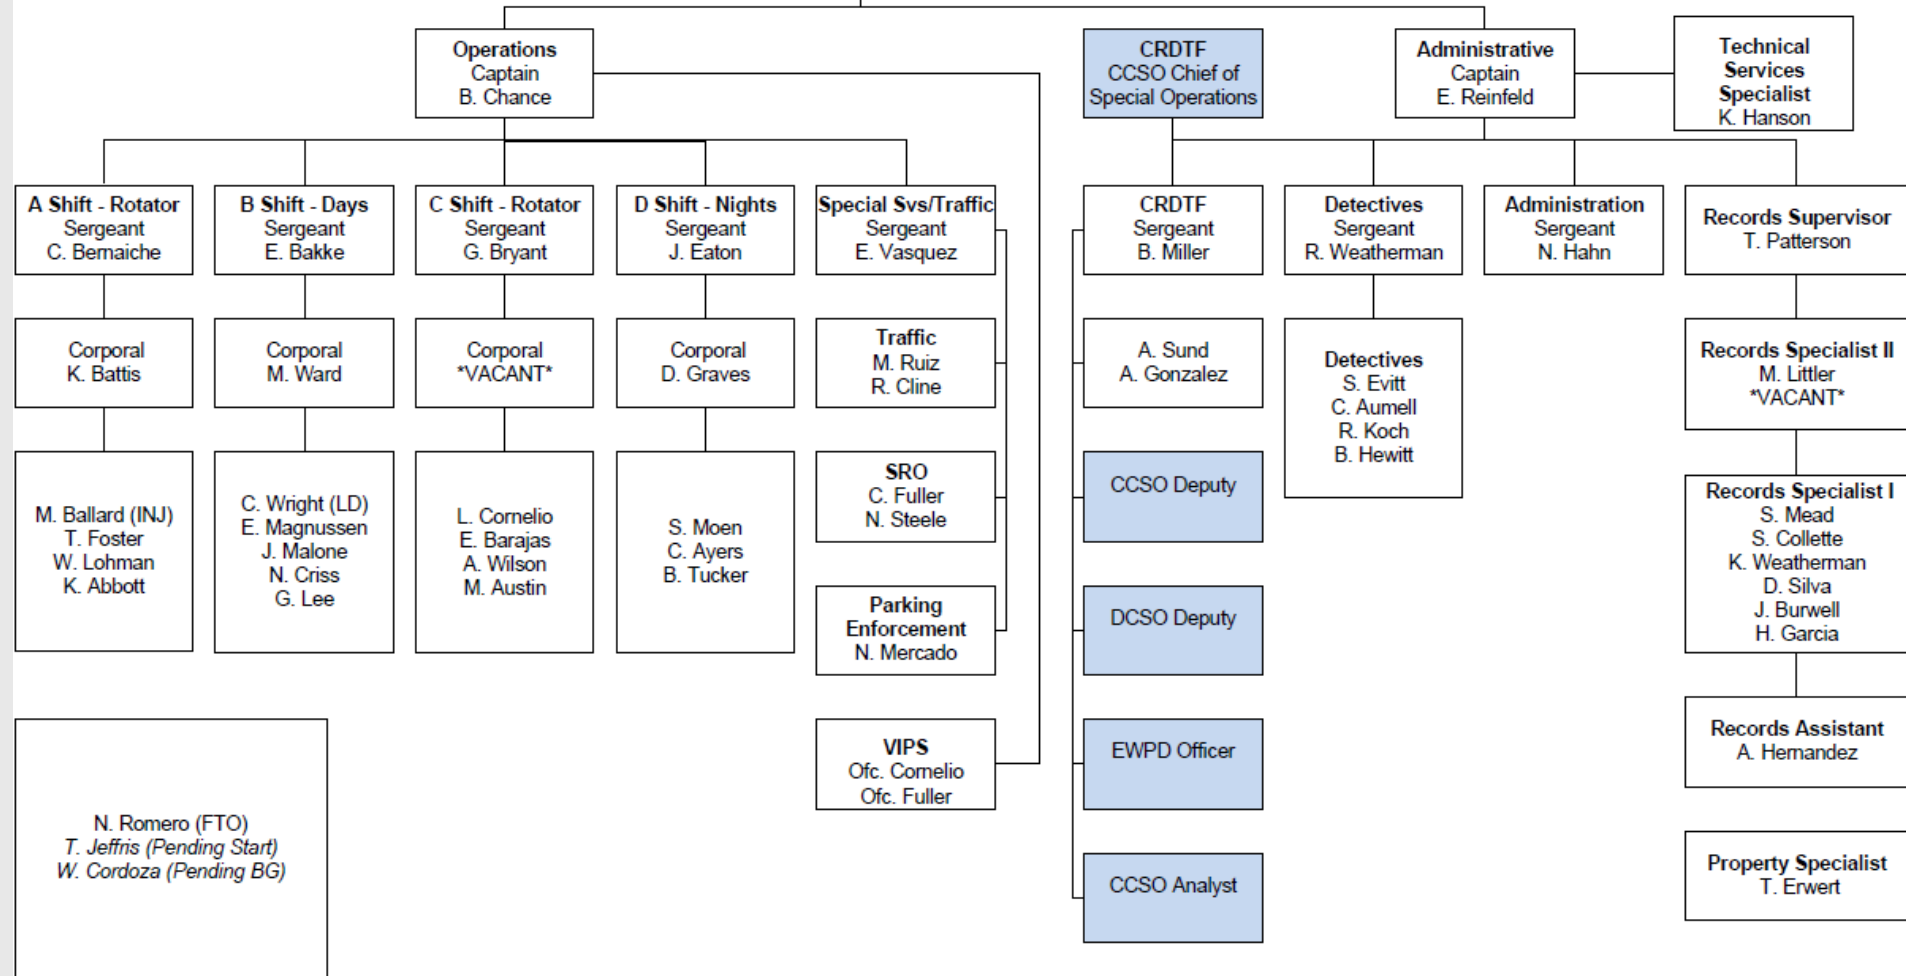 Operations
Captain
B. Chance
CRDTF
CCSO Chief of
Special Operations
Administrative
Captain
E. Reinfeld
Technical
Services
Specialist
K. Hanson
A Shift - Rotator
Sergeant
C. Bernaiche
B Shift - Days
Sergeant
E. Bakke
C Shift - Rotator
Sergeant
G. Bryant
D Shift - Nights
Sergeant
J. Eaton
Special Svs/Traffic
Sergeant
E. Vasquez
CRDTF
Sergeant
B. Miller
Detectives
Sergeant
R. Weatherman
Administration
Sergeant
N. Hahn
Records Supervisor
T. Patterson
Corporal
K. Battis
Corporal
M. Ward
Corporal
*VACANT*
Corporal
D. Graves
Traffic
M. Ruiz
R. Cline
A. Sund
A. Gonzalez
Detectives
S. Evitt
C. Aumell
R. Koch
B. Hewitt
Records Specialist II
M. Littler
*VACANT*
M. Ballard (INJ)
T. Foster
W. Lohman
K. Abbott
C. Wright (LD)
E. Magnussen
J. Malone
N. Criss
G. Lee
L. Cornelio
E. Barajas
A. Wilson
M. Austin
S. Moen
C. Ayers
B. Tucker
SRO
C. Fuller
N. Steele
CCSO Deputy
Records Specialist I
S. Mead
S. Collette
K. Weatherman
D. Silva
J. Burwell
H. Garcia
Parking
Enforcement
N. Mercado
DCSO Deputy
VIPS
Ofc. Cornelio
Ofc. Fuller
EWPD Officer
Records Assistant
A. Hernandez
N. Romero (FTO)
T. Jeffris (Pending Start)
W. Cordoza (Pending BG)
CCSO Analyst
Property Specialist
T. Erwert